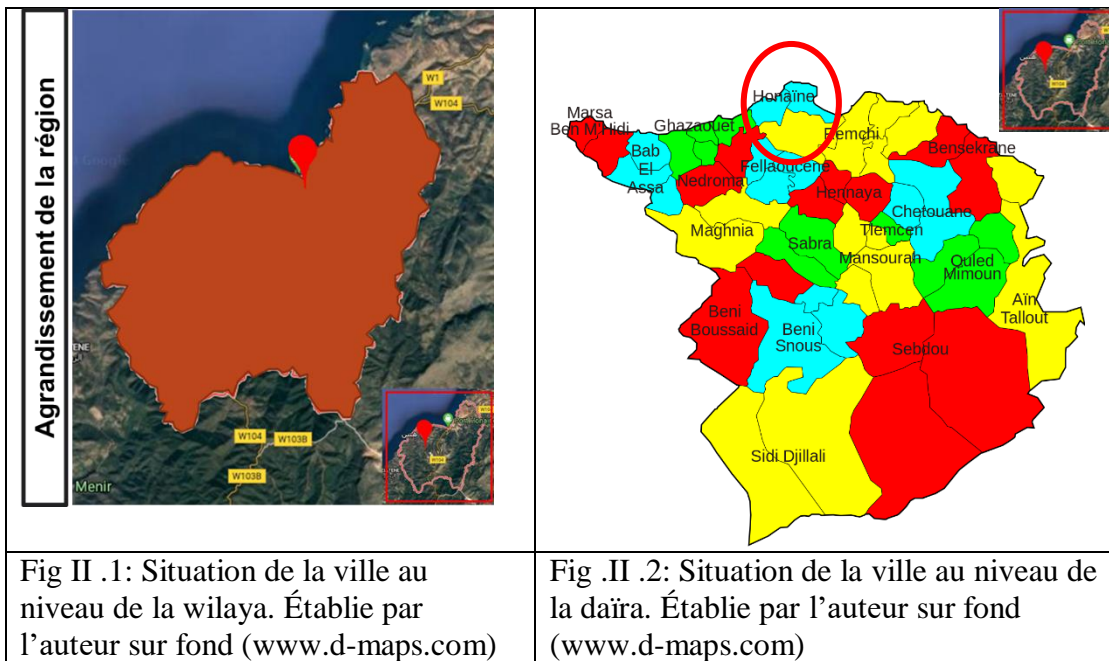 Agrandissement de la région
W1
W104
W104
W103B
W103B
Menir
Honaïne
Marsa
Ben M'Hidi
Ghazaouet
Remchi
Bab
El
Assa
Fellaoucene
Bensekrane
Nedroma
Hennaya
Chetouane
Maghnia
Tlemcen
Sabra
Mansourah
Ouled
Mimoun
Aïn
Tallout
Beni
Boussaid
Beni
Snous
Sebdou
Sidi Djillali
Fig II .1: Situation de la ville au
niveau de la wilaya. Établie par
l’auteur sur fond (www.d-maps.com)
Fig .II .2: Situation de la ville au niveau de
la daïra. Établie par l’auteur sur fond
(www.d-maps.com)